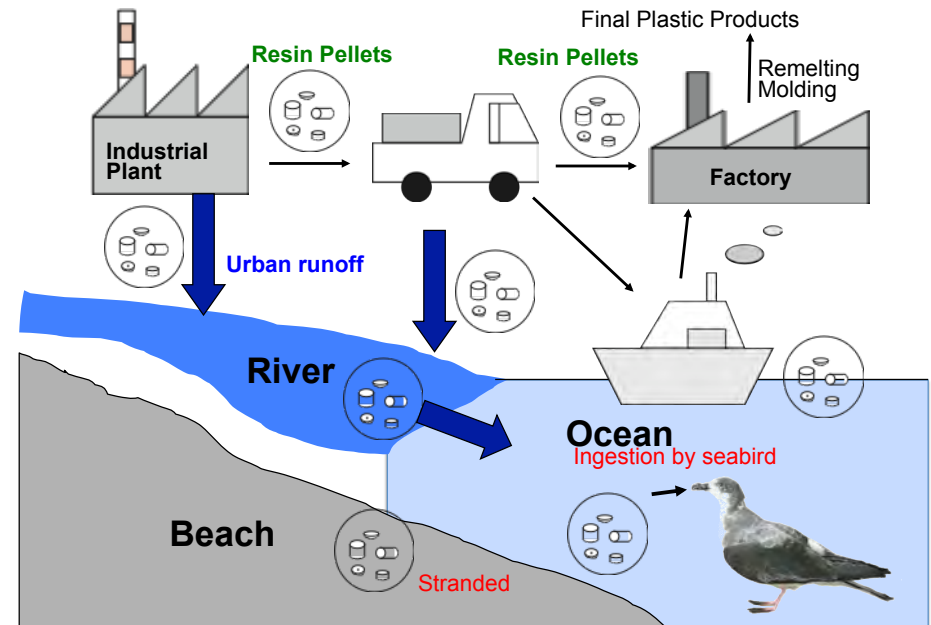 Final Plastic Products
Resin Pellets
Resin Pellets
Remelting
Molding
Industrial
Plant
Factory
Urban runoff
River
Ocean
Ingestion by seabird
Beach
Stranded